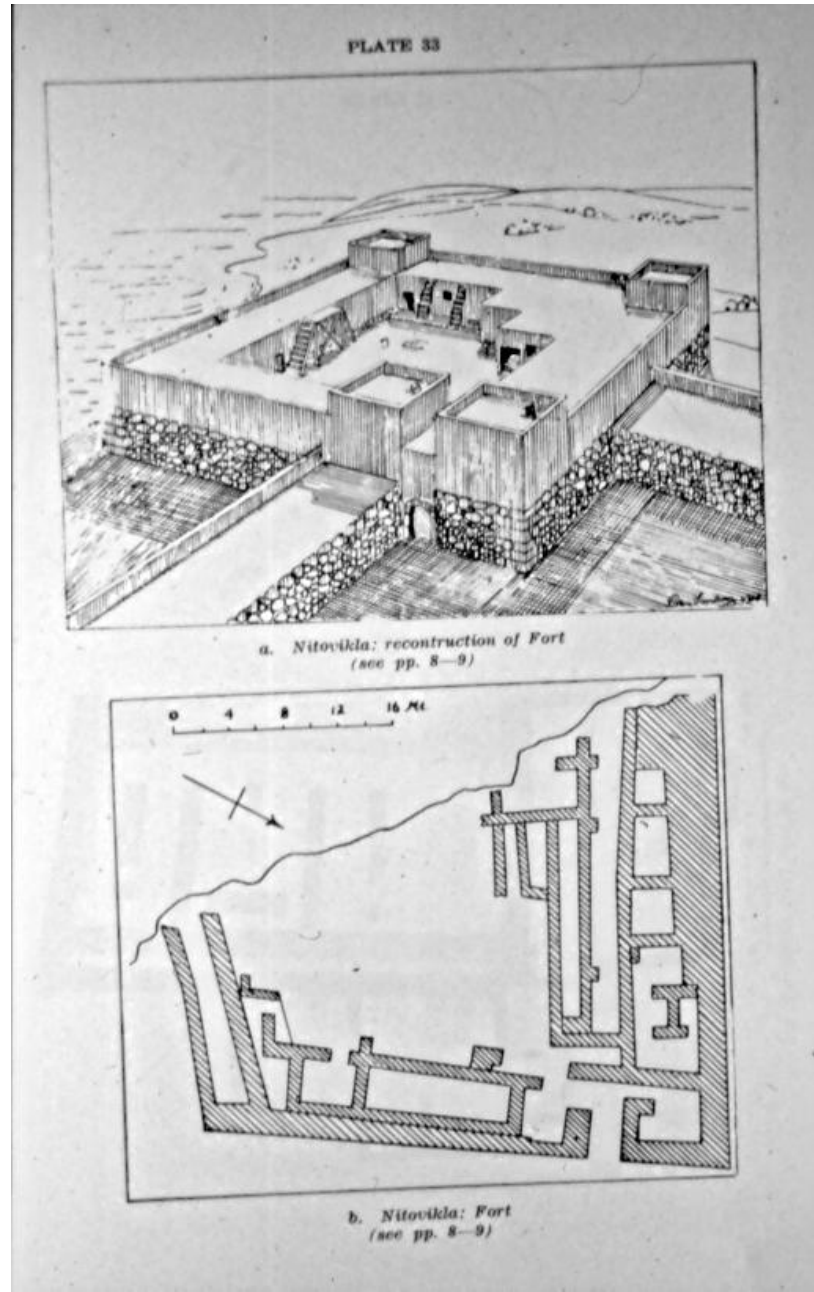 PLATE 33
a. Nitovikla: recontruction of Fort
(see pp. 8—9)
0 4 8 12 16 Mt.
b. Nitovikla: Fort
(see pp. 8—9)